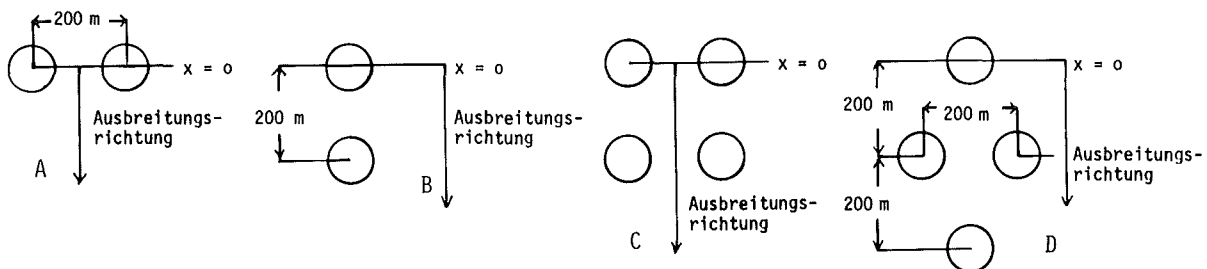 200 m
x = o
Ausbreitungs-
richtung
A
200 m
x = o
Ausbreitungs-
richtung
B
x = o
Ausbreitungs-
richtung
C
x = o
200 m
200 m
Ausbreitungs-
richtung
200 m
D